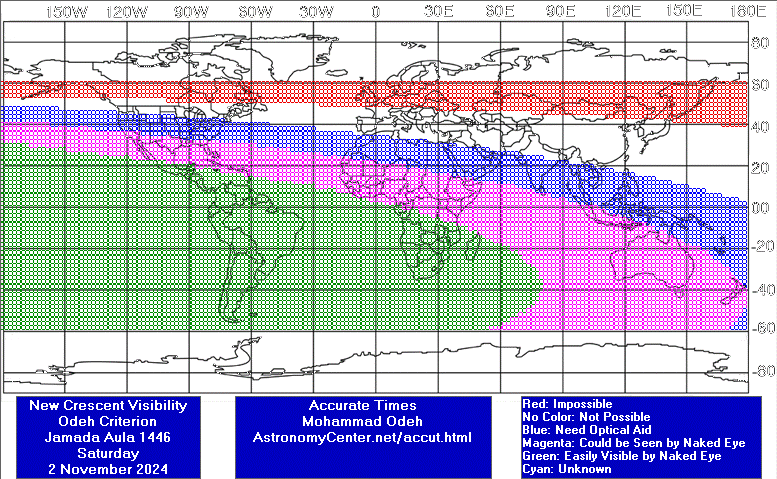 150W 120W 90W 60W 30W 0 30E 60E 90E 120E 150E 180E
80
60
40
20
00
-20
-40
-60
-80
New Crescent Visibility
Odeh Criterion
Jamada Aula 1446
Saturday
2 November 2024
Accurate Times
Mohammad Odeh
AstronomyCenter.net/accut.html
Red: Impossible
No Color: Not Possible
Blue: Need Optical Aid
Magenta: Could be Seen by Naked Eye
Green: Easily Visible by Naked Eye
Cyan: Unknown